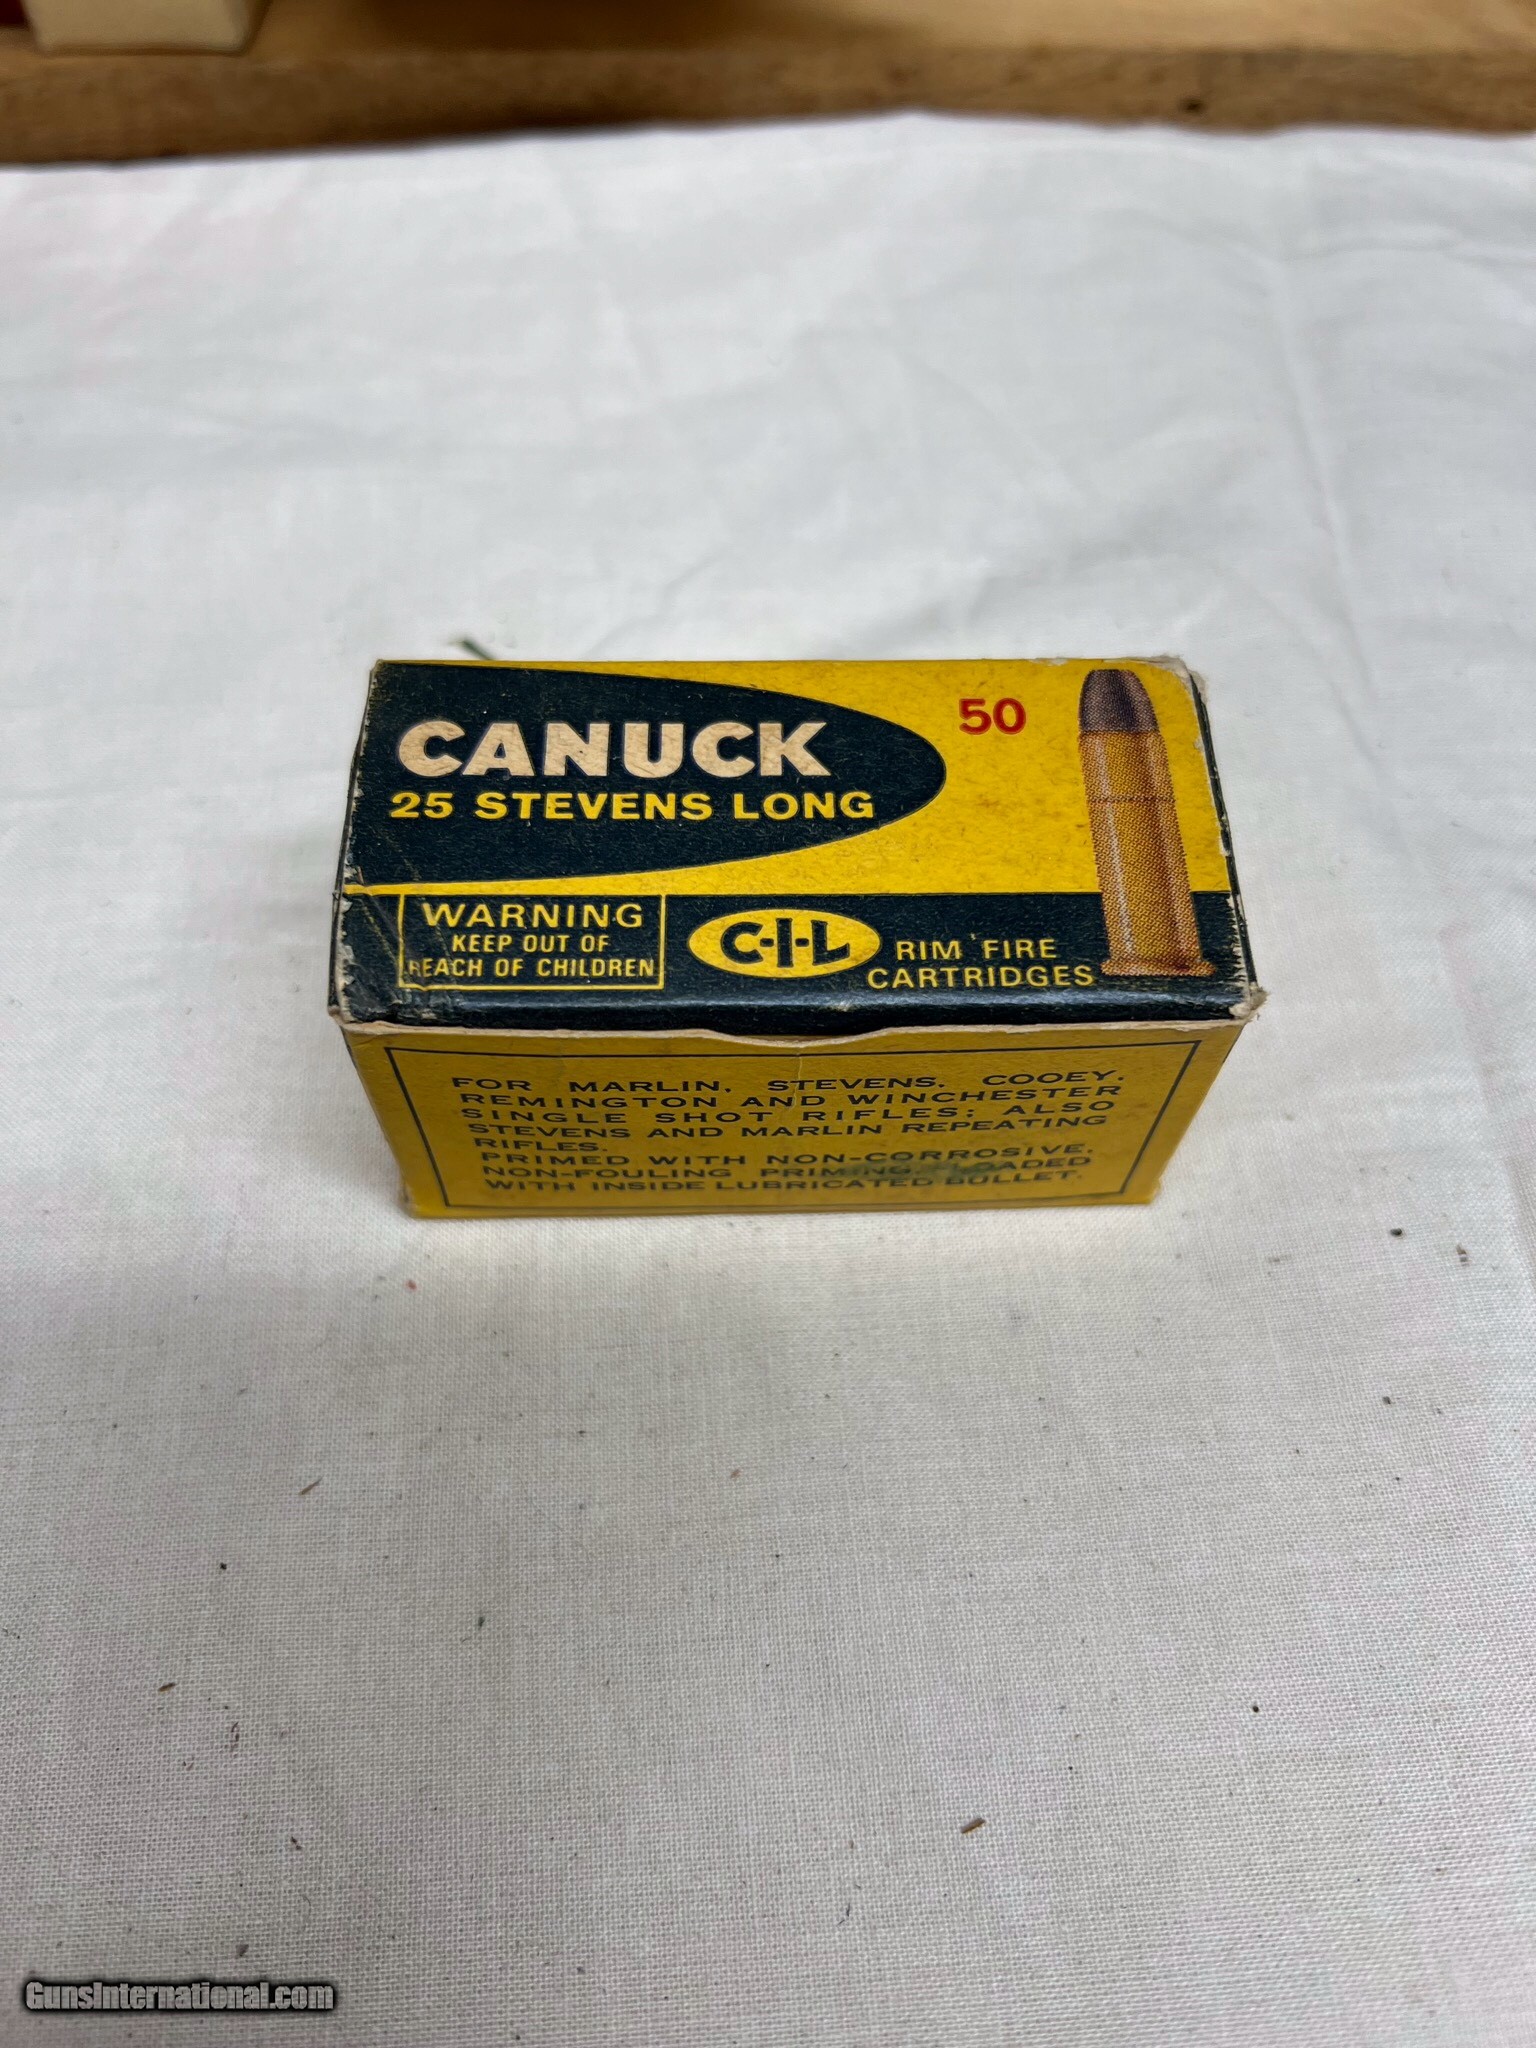 CANUCK
25 STEVENS LONG
50
WARNING
KEEP OUT OF
REACH OF CHILDREN
C-I-L
RIM FIRE
CARTRIDGES
FOR MARLIN, STEVENS, COOEY,
REMINGTON AND WINCHESTER
SINGLE SHOT RIFLES; ALSO
STEVENS AND MARLIN REPEATING
RIFLES.
PRIMED WITH NON-CORROSIVE,
NON-FOULING PRIMING. LOADED
WITH INSIDE LUBRICATED BULLET.
GunsInternational.com